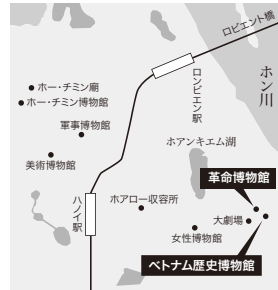 ロビエント橋
ロンビエン駅
ホン川
ホー・チミン廟
ホー・チミン博物館
軍事博物館
ホアンキエム湖
美術博物館
革命博物館
ハノイ駅
ホアロー収容所
大劇場
女性博物館
ベトナム歴史博物館